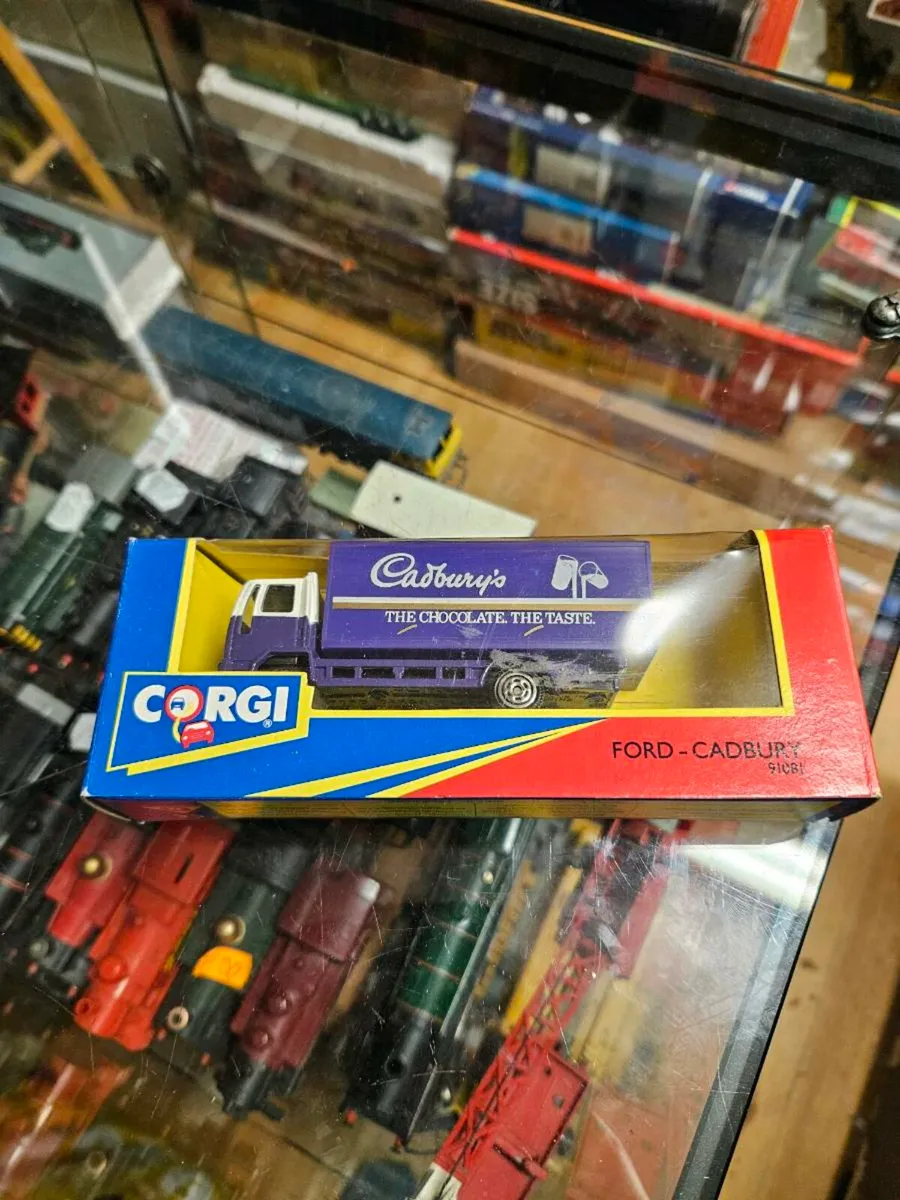 Cadbury's
THE CHOCOLATE. THE TASTE.
CORGI®
FORD - CADBURY
91081